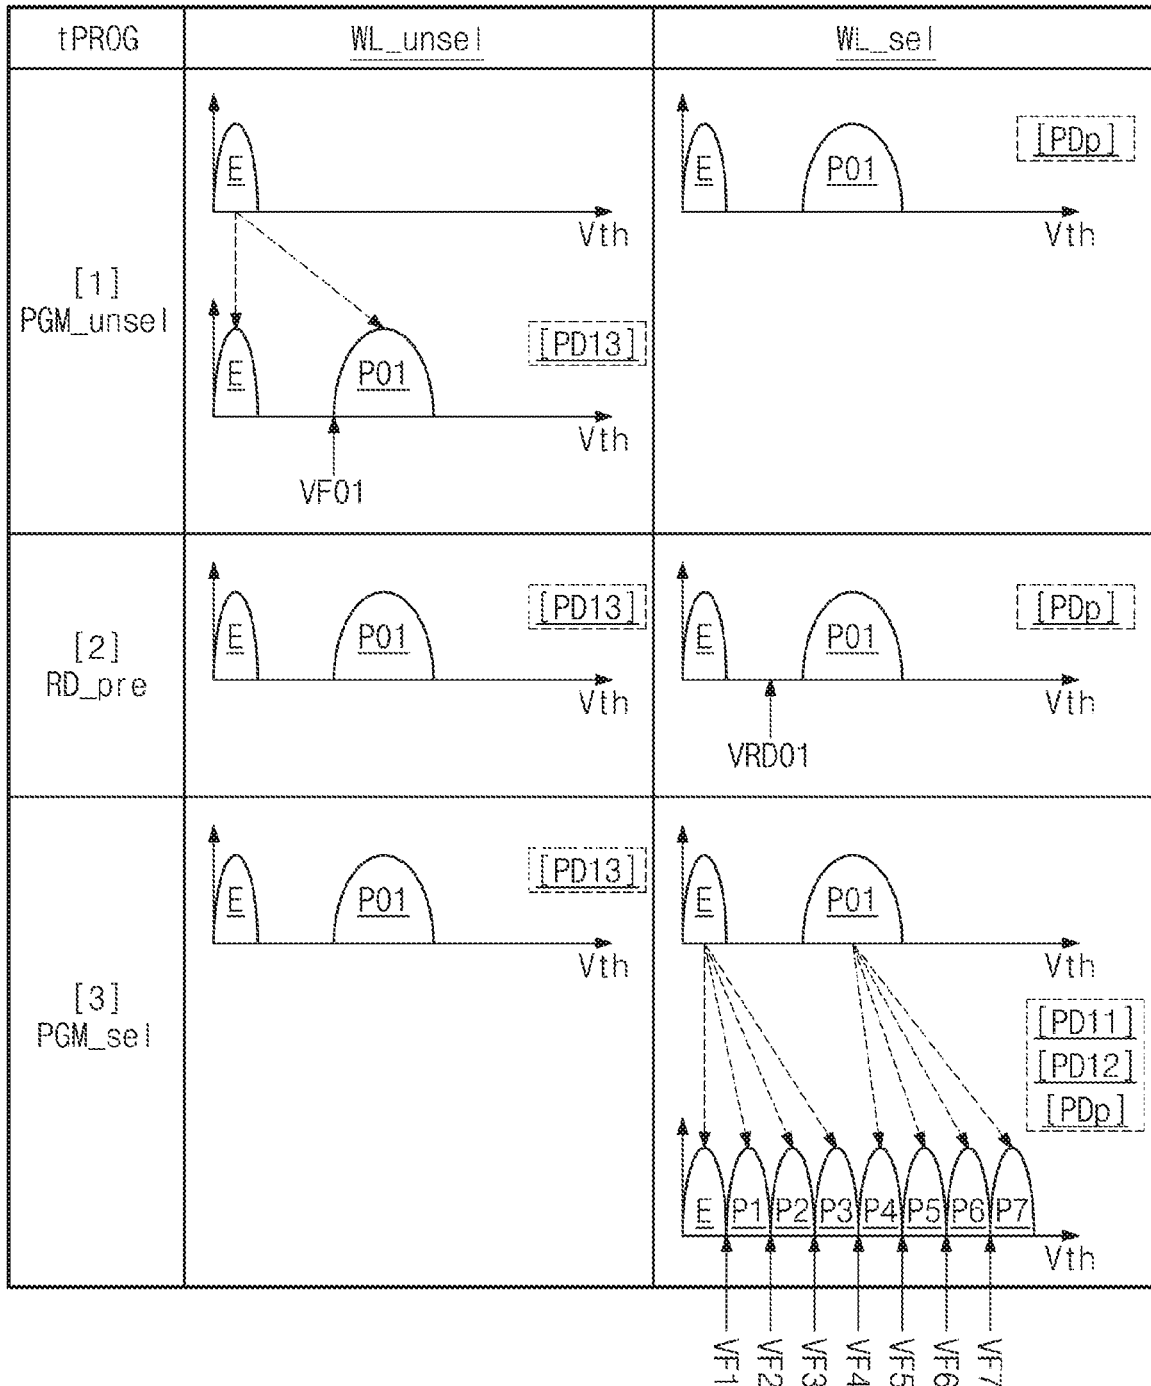 tPROG
WL_unsel
WL_sel
[1]
PGM_unsel
E
Vth
E
P01
[PD13]
Vth
VF01
E
P01
[PDp]
Vth
[2]
RD_pre
E
P01
[PD13]
Vth
E
P01
[PDp]
Vth
VRD01
[3]
PGM_sel
E
P01
[PD13]
Vth
E
P01
Vth
[PD11]
[PD12]
[PDp]
E P1 P2 P3 P4 P5 P6 P7
Vth
VF1
VF2
VF3
VF4
VF5
VF6
VF7